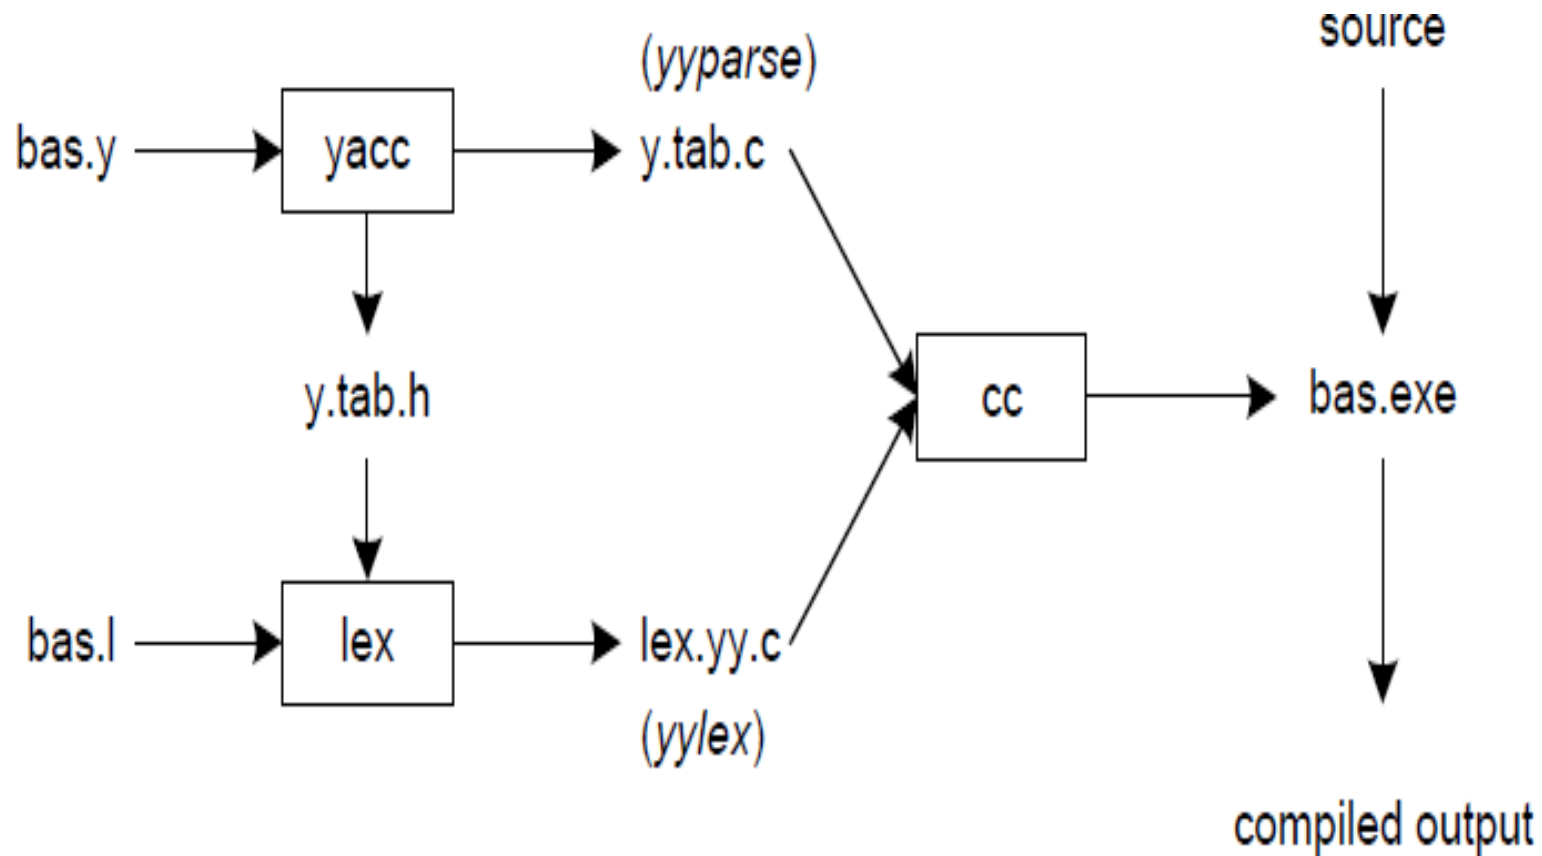 source
(yyparse)
bas.y yacc y.tab.c
y.tab.h cc bas.exe
bas.l lex lex.yy.c
(yylex)
compiled output